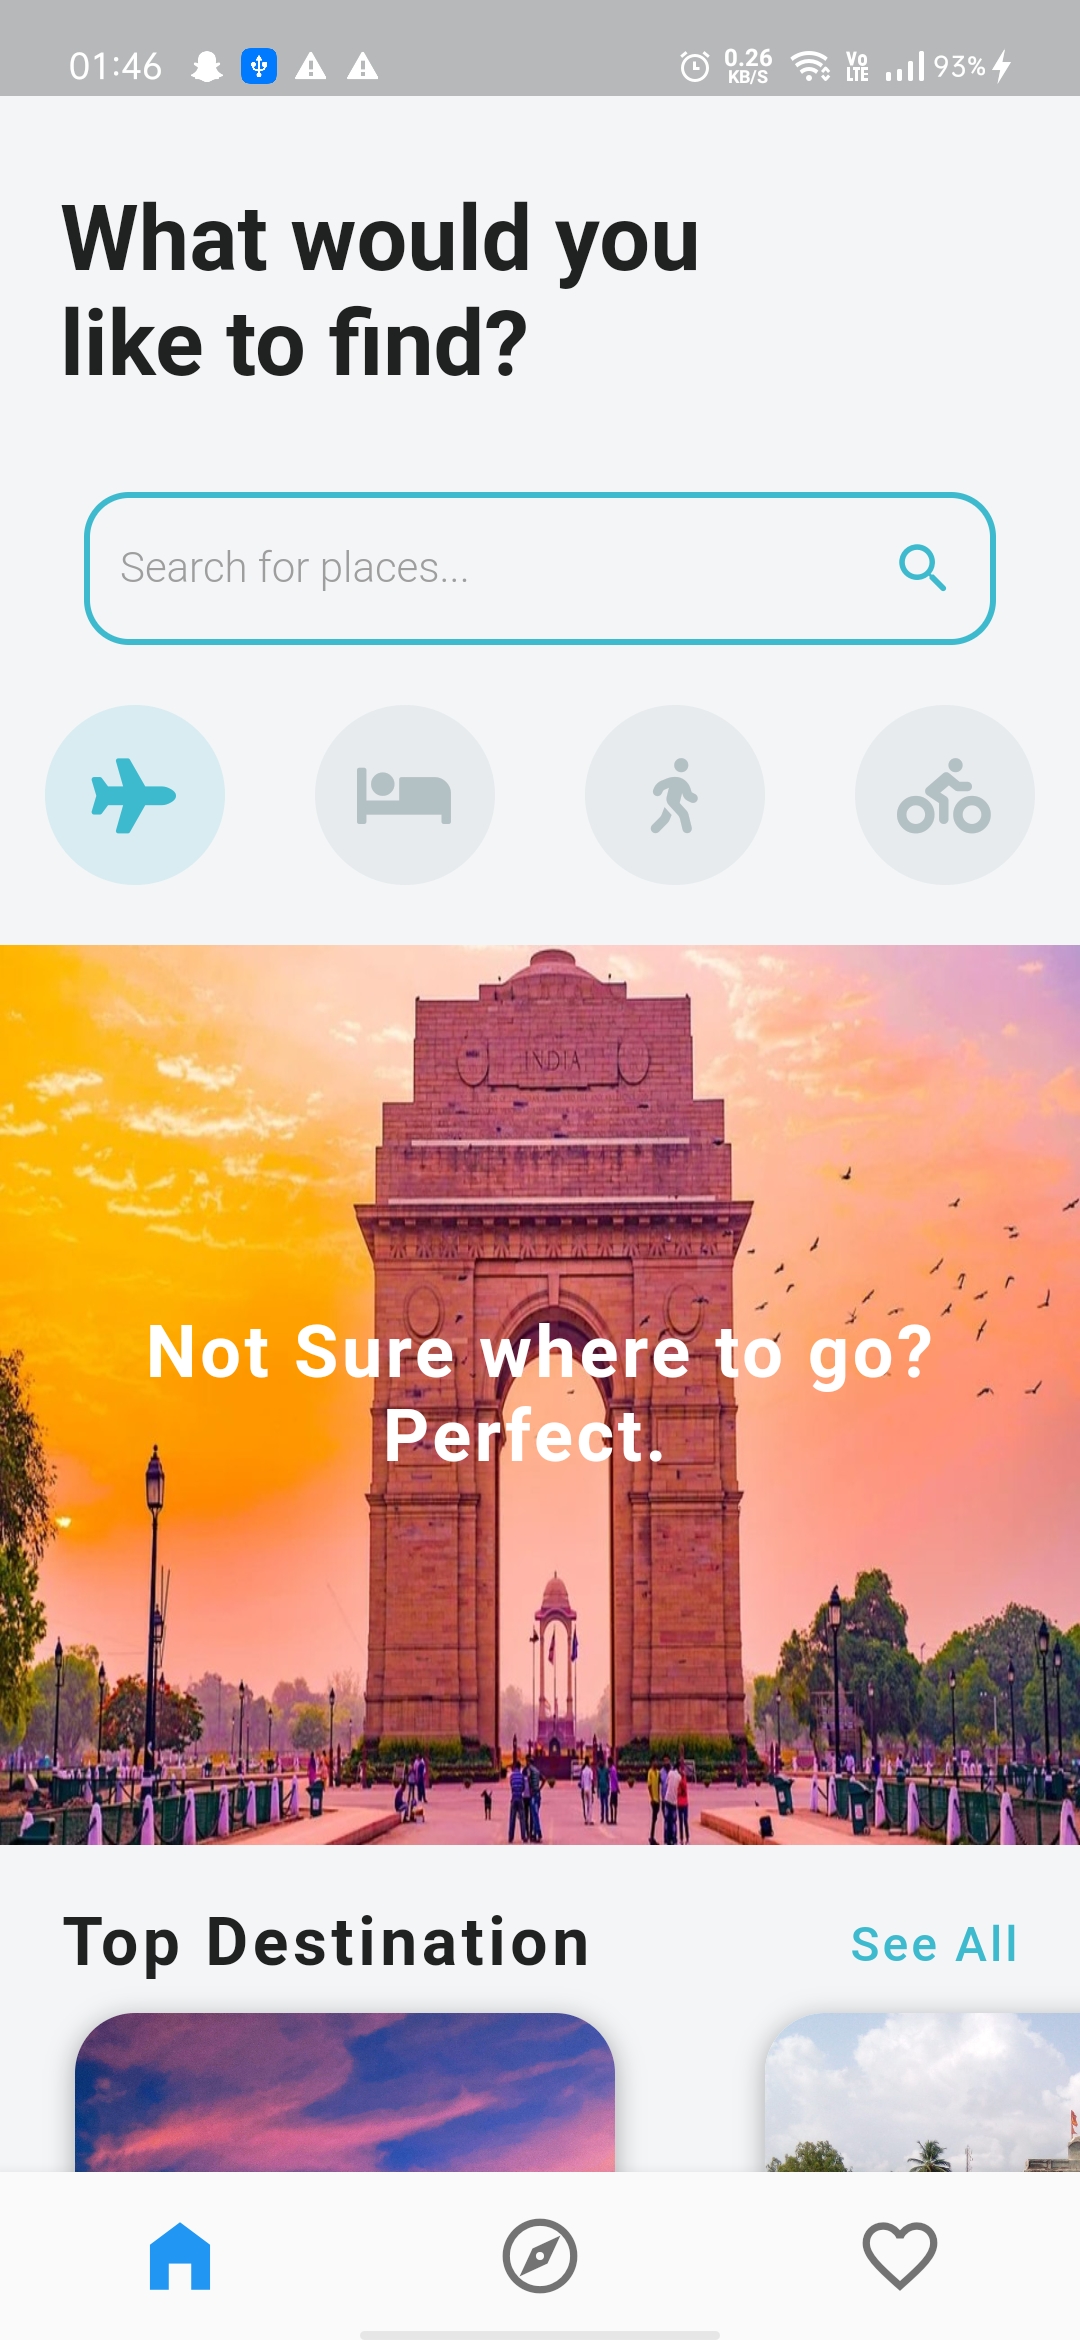 01:46
0.26
KB/S
Vo
LTE
93%
What would you
like to find?
Search for places...
INDIA
Not Sure where to go?
Perfect.
Top Destination
See All